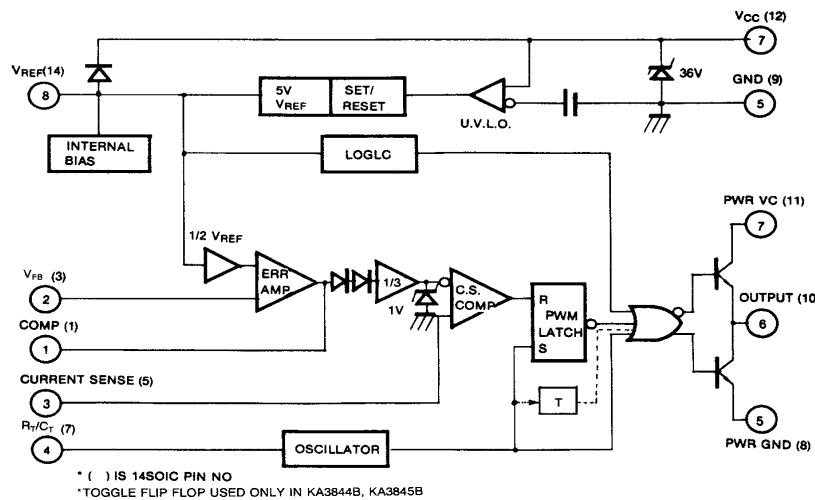 VCC (12)
7
VREF(14)
8
5V
VREF
SET/
RESET
36V
GND (9)
5
U.V.L.O.
INTERNAL
BIAS
LOGLC
PWR VC (11)
7
1/2 VREF
ERR
AMP
1/3
C.S.
COMP
1V
R
PWM
LATCH
S
VFB (3)
2
COMP (1)
1
OUTPUT (10)
6
CURRENT SENSE (5)
3
T
5
PWR GND (8)
RT/CT (7)
4
OSCILLATOR
* ( ) IS 14SOIC PIN NO
*TOGGLE FLIP FLOP USED ONLY IN KA3844B, KA3845B